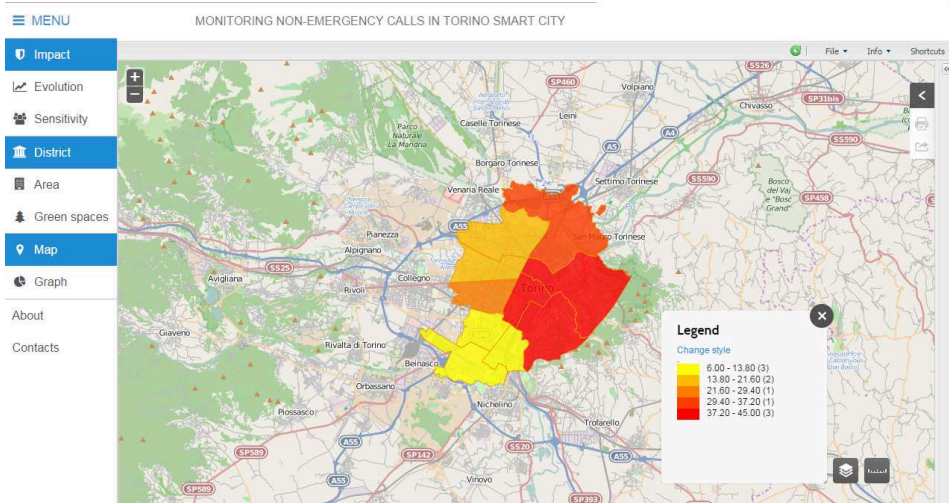 MENU
MONITORING NON-EMERGENCY CALLS IN TORINO SMART CITY
Impact
Evolution
Sensitivity
District
Area
Green spaces
Map
Graph
About
Contacts
File
Info
Shortcuts
+
−
SP460
Volpiano
SS26
Chivasso
SP31bis
Caselle Torinese
Leinì
Parco
Naturale
La Mandria
A4
A5
SS590
Borgaro Torinese
Venaria Reale
Settimo Torinese
SS590
Bosco
del Vaj
e "Bosc
Grand"
SP458
A55
San Mauro Torinese
Pianezza
Alpignano
Collegno
SS25
Avigliana
Rivoli
Torino
Giaveno
Rivalta di Torino
Beinasco
Orbassano
Nichelino
Piossasco
Trofarello
A55
SP589
SP142
SS20
A55
A55
Vinovo
SP589
SP393
Legend
Change style
6.00 - 13.80 (3)
13.80 - 21.60 (2)
21.60 - 29.40 (1)
29.40 - 37.20 (1)
37.20 - 45.00 (3)